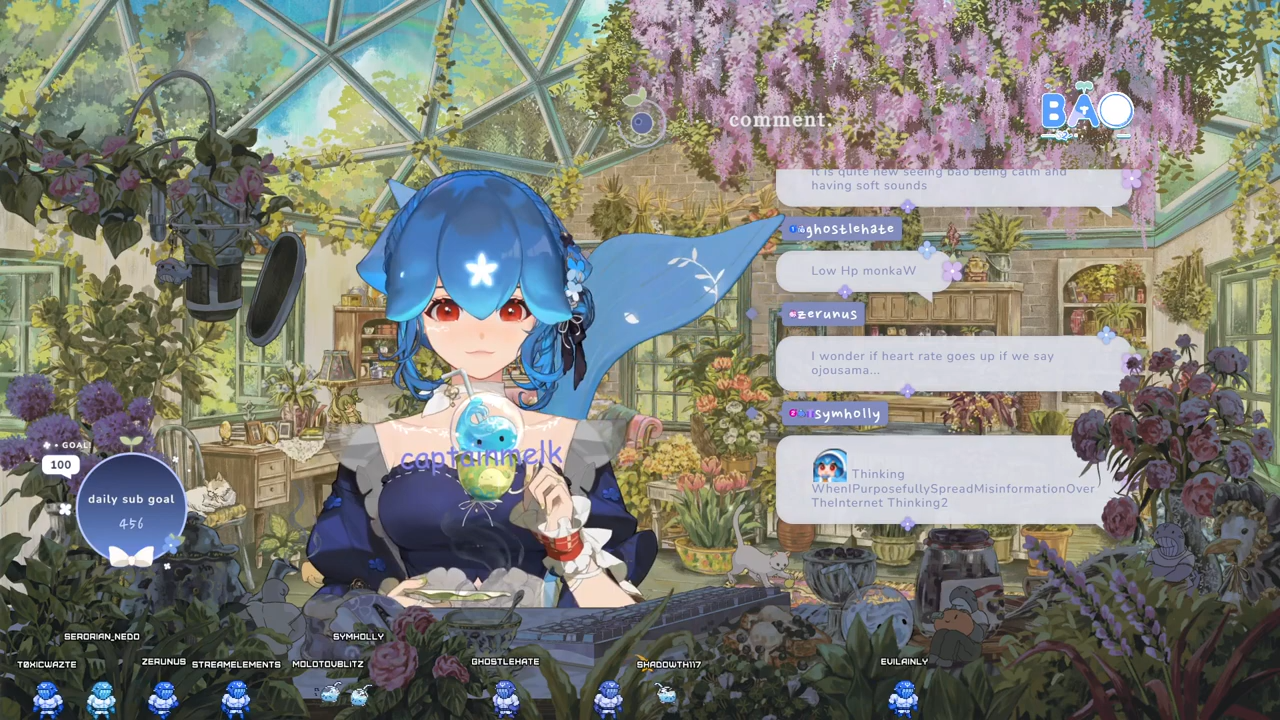 BAO
comment.
It is quite new seeing bao being calm and
having soft sounds
ghostlehate
Low Hp monkaW
zerunus
I wonder if heart rate goes up if we say
ojousama...
symholly
Thinking
WhenIPurposefullySpreadMisinformationOver
TheInternet Thinking2
captainmelk
GOAL
100
daily sub goal
456
SERORIAN_NEDO
SYMHOLLY
T0XICWAZTE
ZERUNUS
STREAMELEMENTS
MOLOTOVBLITZ
GHOSTLEHATE
SHADOWTH117
EVILAINLY